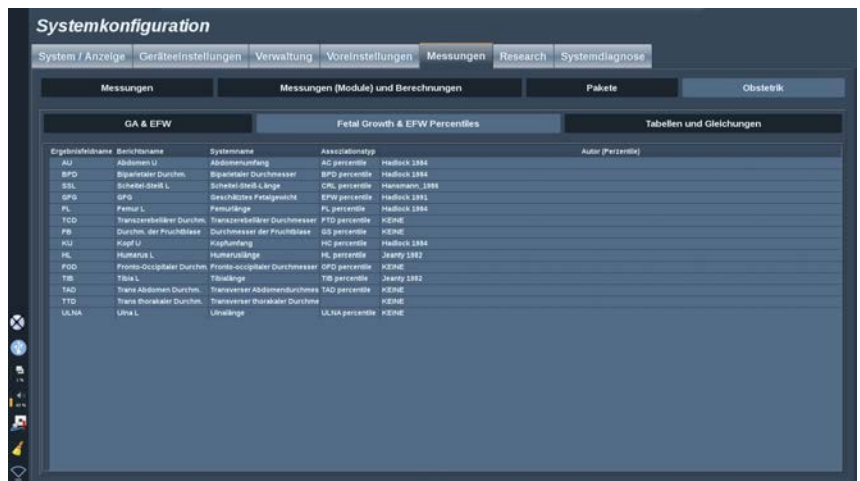 Systemkonfiguration
System / Anzeige Geräteeinstellungen Verwaltung Voreinstellungen Messungen Research Systemdiagnose
Messungen Messungen (Module) und Berechnungen Pakete Obstetrik
GA & EFW Fetal Growth & EFW Percentiles Tabellen und Gleichungen
Ergebnisfeldname Berichtsname Systemname Assoziationstyp Autor (Perzentile)
AU Abdomen U Abdomenumfang AC percentile Hadlock 1984
BPD Biparietaler Durchm. Biparietaler Durchmesser BPD percentile Hadlock 1984
SSL Scheitel-Steiß L Scheitel-Steiß-Länge CRL percentile Hansmann_1986
GFG GFG Geschätztes Fetalgewicht EFW percentile Hadlock 1991
FL Femur L Femurlänge FL percentile Hadlock 1984
TCD Transzerebellärer Durchm. Transzerebellärer Durchmesser FTD percentile KEINE
FB Durchm. der Fruchtblase Durchmesser der Fruchtblase GS percentile KEINE
KU Kopf U Kopfumfang HC percentile Hadlock 1984
HL Humerus L Humeruslänge HL percentile Jeanty 1982
FOD Fronto-Occipitaler Durchm. Fronto-occipitaler Durchmesser OFD percentile KEINE
TIB Tibia L Tibialänge TIB percentile Jeanty 1982
TAD Trans Abdomen Durchm. Transverser Abdomendurchmes TAD percentile KEINE
TTD Trans thorakaler Durchm. Transverser thorakaler Durchme KEINE
ULNA Ulna L Ulnalänge ULNA percentile KEINE